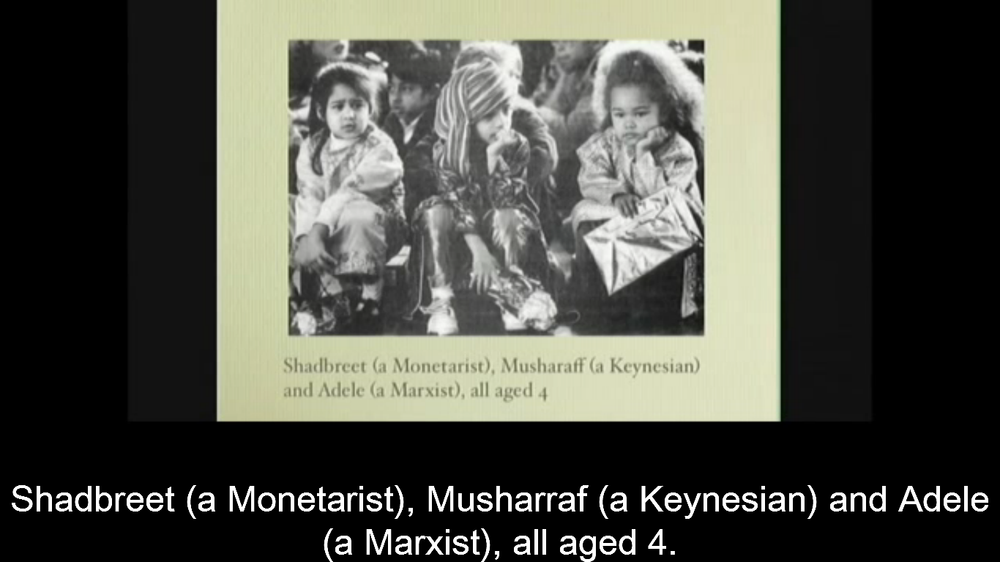 Shadbreet (a Monetarist), Musharaff (a Keynesian)
and Adele (a Marxist), all aged 4
Shadbreet (a Monetarist), Musharraf (a Keynesian) and Adele
(a Marxist), all aged 4.